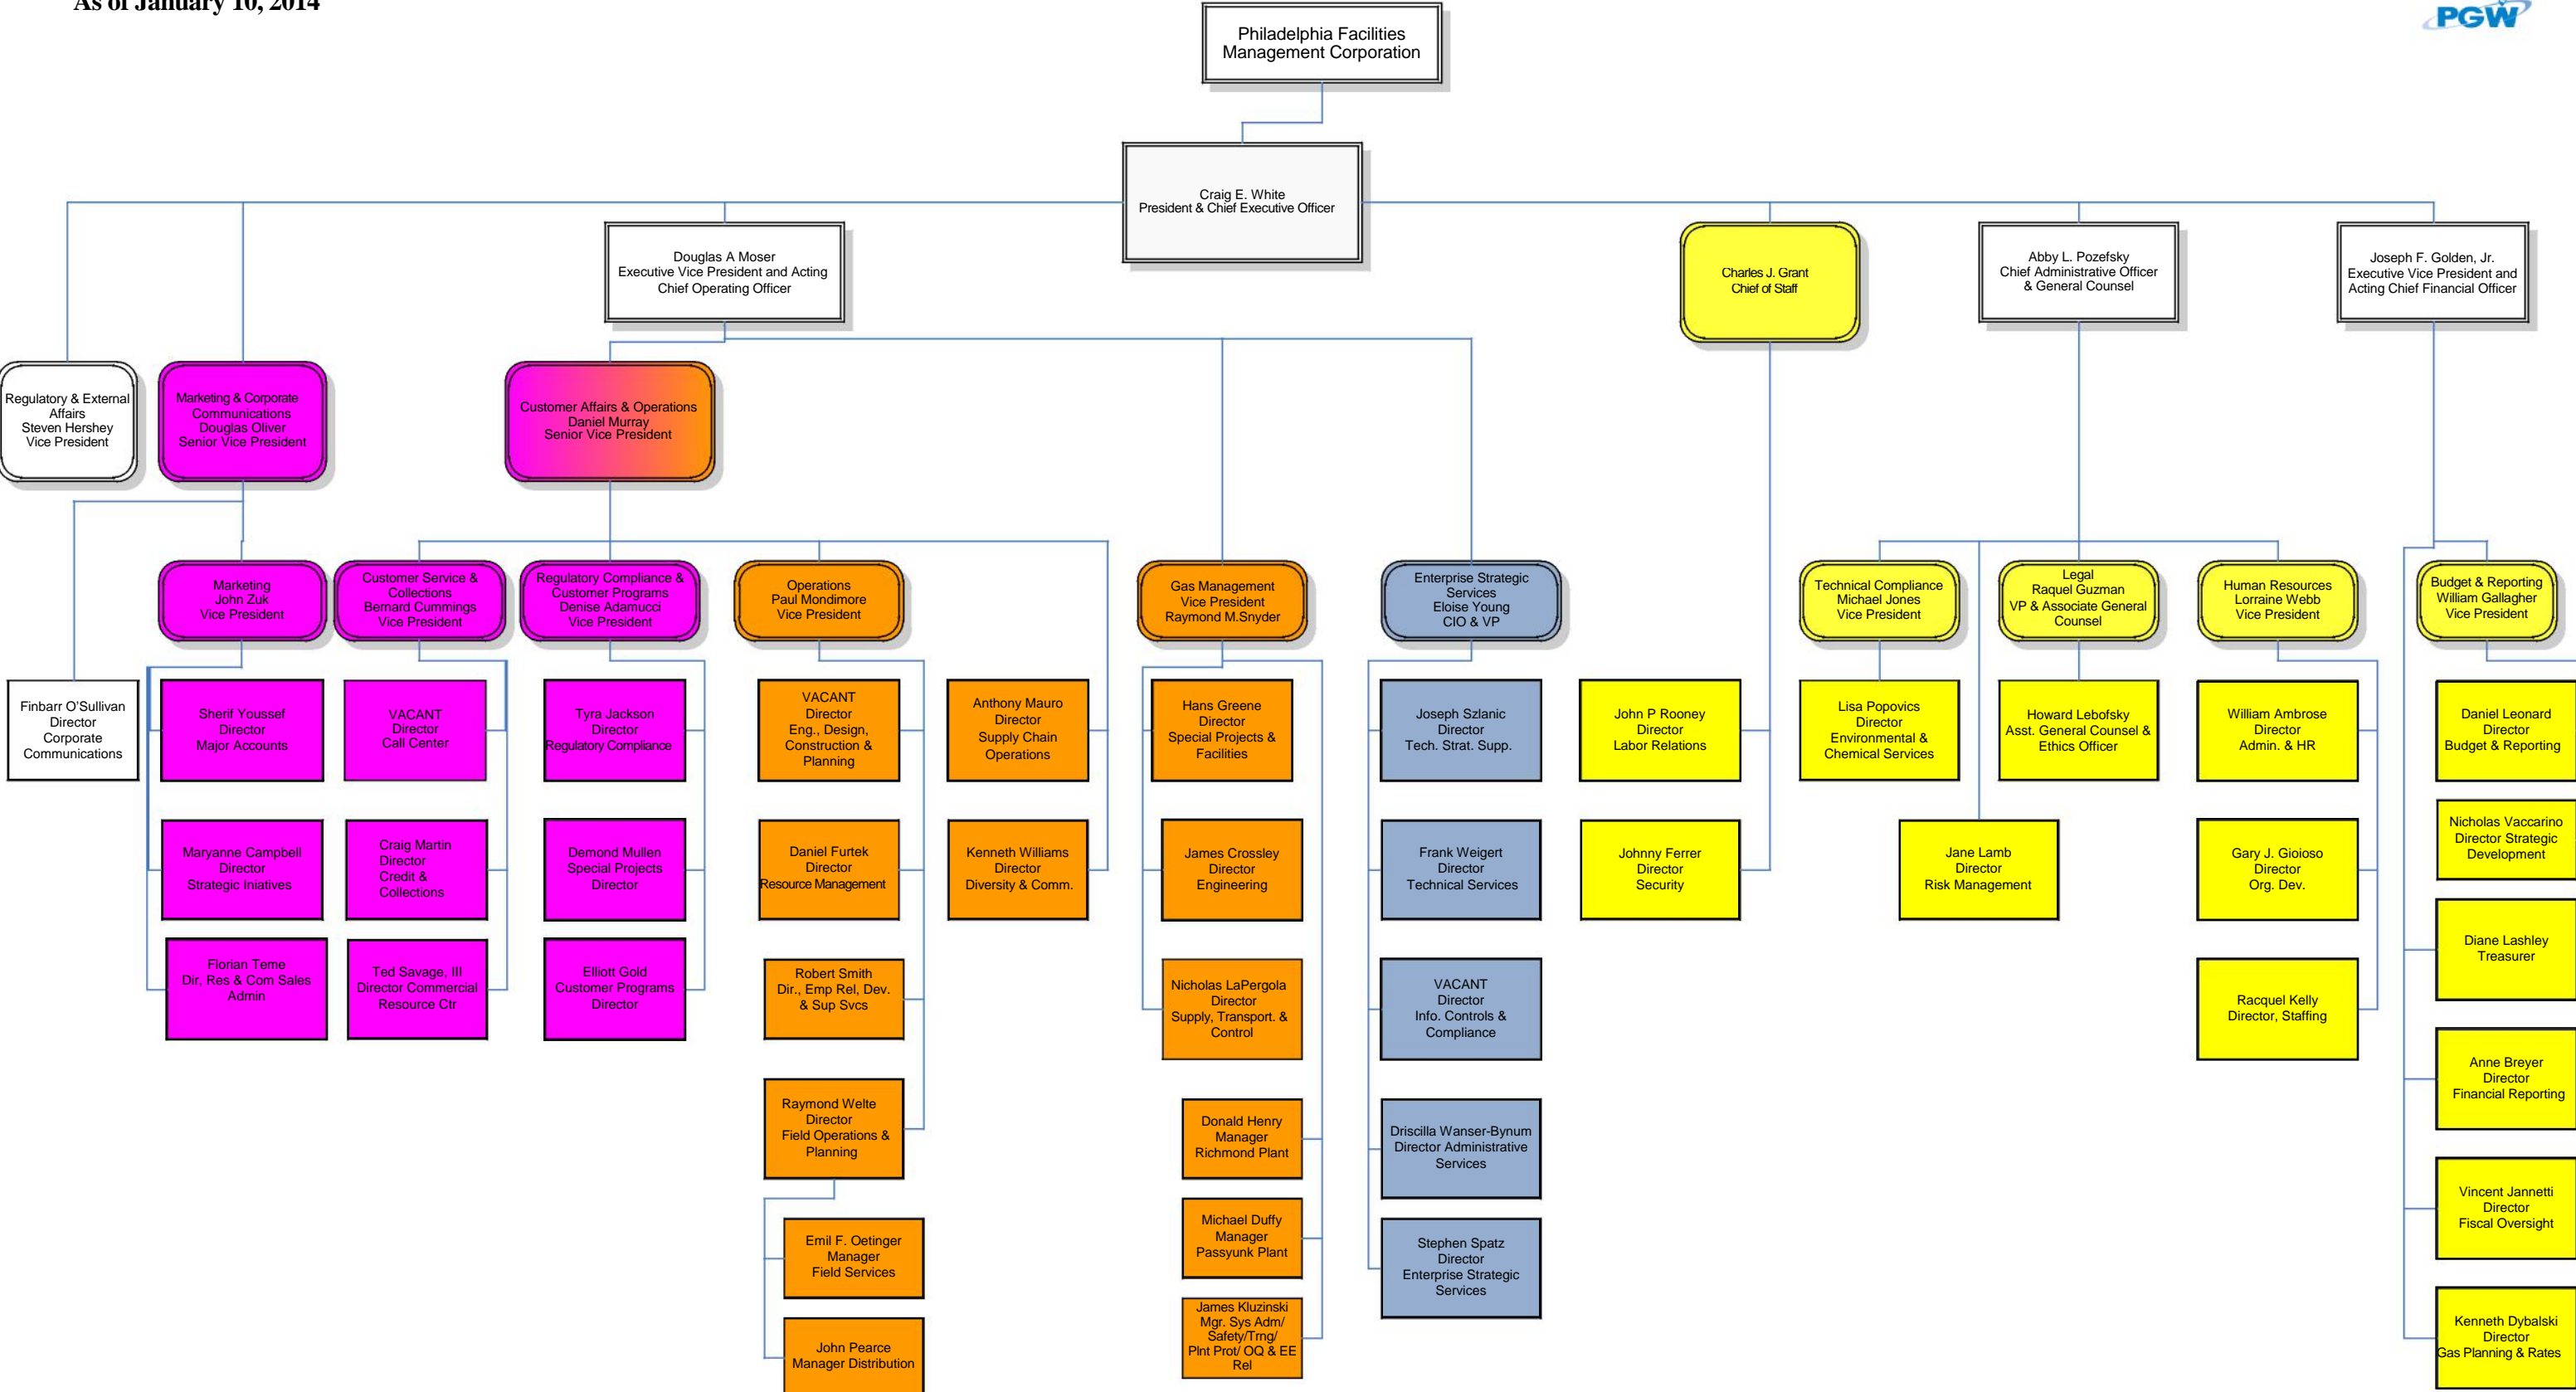 As of January 10, 2014
PGW
Philadelphia Facilities
Management Corporation
Craig E. White
President & Chief Executive Officer
Douglas A Moser
Executive Vice President and Acting
Chief Operating Officer
Charles J. Grant
Chief of Staff
Abby L. Pozefsky
Chief Administrative Officer
& General Counsel
Joseph F. Golden, Jr.
Executive Vice President and
Acting Chief Financial Officer
Regulatory & External
Affairs
Steven Hershey
Vice President
Marketing & Corporate
Communications
Douglas Oliver
Senior Vice President
Customer Affairs & Operations
Daniel Murray
Senior Vice President
Marketing
John Zuk
Vice President
Customer Service &
Collections
Bernard Cummings
Vice President
Regulatory Compliance &
Customer Programs
Denise Adamucci
Vice President
Operations
Paul Mondimore
Vice President
Gas Management
Vice President
Raymond M.Snyder
Enterprise Strategic
Services
Eloise Young
CIO & VP
Technical Compliance
Michael Jones
Vice President
Legal
Raquel Guzman
VP & Associate General
Counsel
Human Resources
Lorraine Webb
Vice President
Budget & Reporting
William Gallagher
Vice President
Finbarr O'Sullivan
Director
Corporate
Communications
Sherif Youssef
Director
Major Accounts
VACANT
Director
Call Center
Tyra Jackson
Director
Regulatory Compliance
VACANT
Director
Eng., Design,
Construction &
Planning
Anthony Mauro
Director
Supply Chain
Operations
Hans Greene
Director
Special Projects &
Facilities
Joseph Szlanic
Director
Tech. Strat. Supp.
John P Rooney
Director
Labor Relations
Lisa Popovics
Director
Environmental &
Chemical Services
Howard Lebofsky
Asst. General Counsel &
Ethics Officer
William Ambrose
Director
Admin. & HR
Daniel Leonard
Director
Budget & Reporting
Maryanne Campbell
Director
Strategic Iniatives
Craig Martin
Director
Credit &
Collections
Demond Mullen
Special Projects
Director
Daniel Furtek
Director
Resource Management
Kenneth Williams
Director
Diversity & Comm.
James Crossley
Director
Engineering
Frank Weigert
Director
Technical Services
Johnny Ferrer
Director
Security
Jane Lamb
Director
Risk Management
Gary J. Gioioso
Director
Org. Dev.
Nicholas Vaccarino
Director Strategic
Development
Florian Teme
Dir, Res & Com Sales
Admin
Ted Savage, III
Director Commercial
Resource Ctr
Elliott Gold
Customer Programs
Director
Robert Smith
Dir., Emp Rel, Dev.
& Sup Svcs
Nicholas LaPergola
Director
Supply, Transport. &
Control
VACANT
Director
Info. Controls &
Compliance
Racquel Kelly
Director, Staffing
Diane Lashley
Treasurer
Raymond Welte
Director
Field Operations &
Planning
Donald Henry
Manager
Richmond Plant
Driscilla Wanser-Bynum
Director Administrative
Services
Anne Breyer
Director
Financial Reporting
Emil F. Oetinger
Manager
Field Services
Michael Duffy
Manager
Passyunk Plant
Stephen Spatz
Director
Enterprise Strategic
Services
Vincent Jannetti
Director
Fiscal Oversight
John Pearce
Manager Distribution
James Kluzinski
Mgr. Sys Adm/
Safety/Trng/
Plnt Prot/ OQ & EE
Rel
Kenneth Dybalski
Director
Gas Planning & Rates